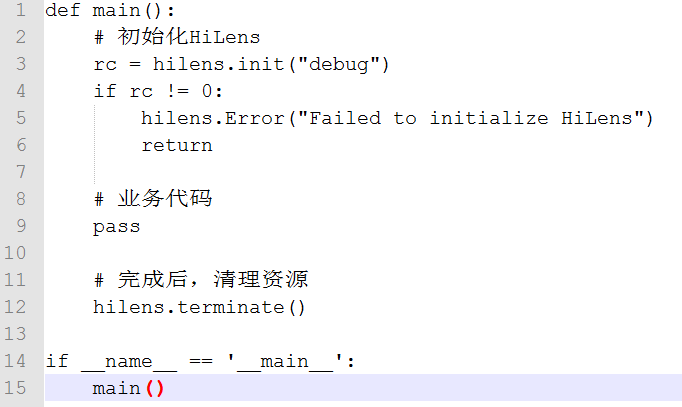 1 def main():
2     # 初始化HiLens
3     rc = hilens.init("debug")
4     if rc != 0:
5         hilens.Error("Failed to initialize HiLens")
6         return
7
8     # 业务代码
9     pass
10
11     # 完成后，清理资源
12     hilens.terminate()
13
14 if __name__ == '__main__':
15     main()